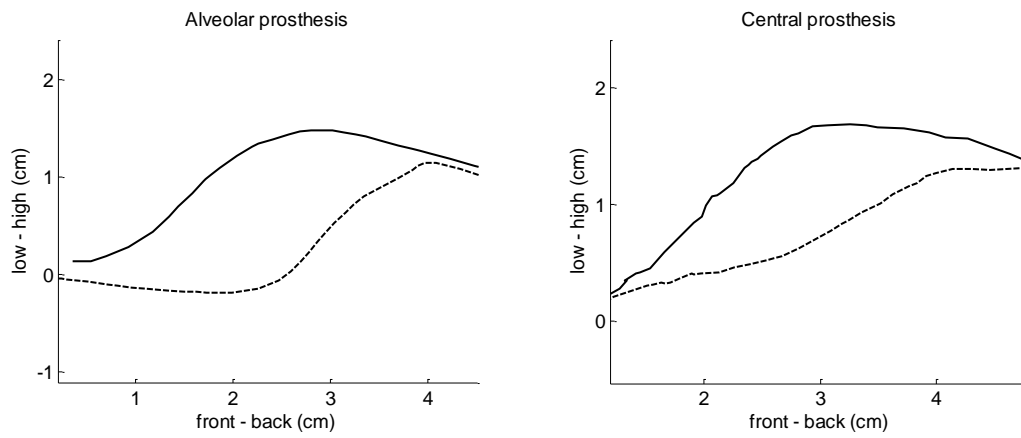 Alveolar prosthesis
low - high (cm)
2
1
0
-1
1 2 3 4
front - back (cm)
Central prosthesis
low - high (cm)
2
1
0
2 3 4
front - back (cm)